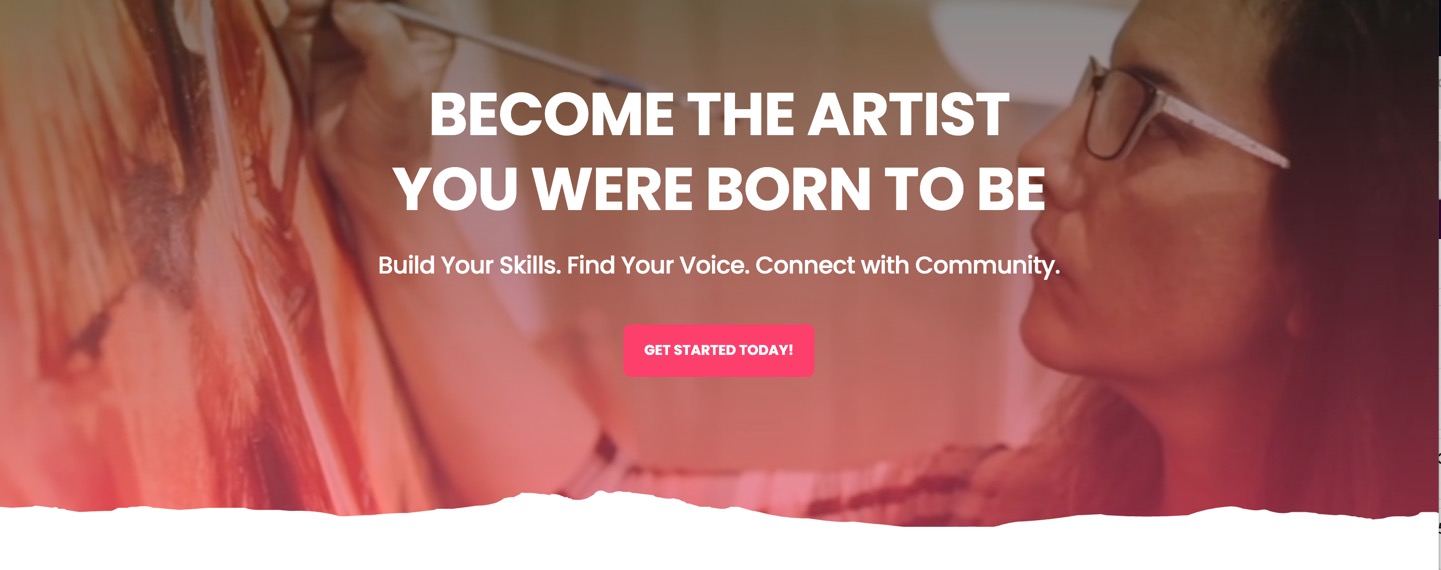 BECOME THE ARTIST
YOU WERE BORN TO BE
Build Your Skills. Find Your Voice. Connect with Community.
GET STARTED TODAY!